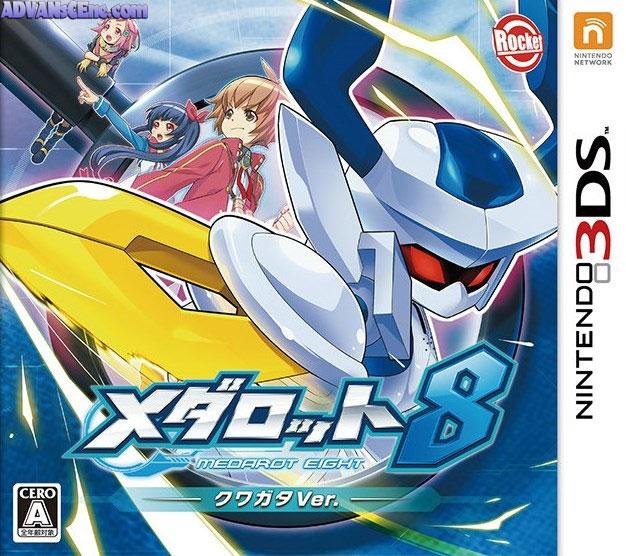 ADVANsCEne.com
Rocket
NINTENDO
NETWORK
NINTENDO 3DS™
メダロット8
MEDAROT EIGHT
クワガタVer.
CERO
A
全年齢対象